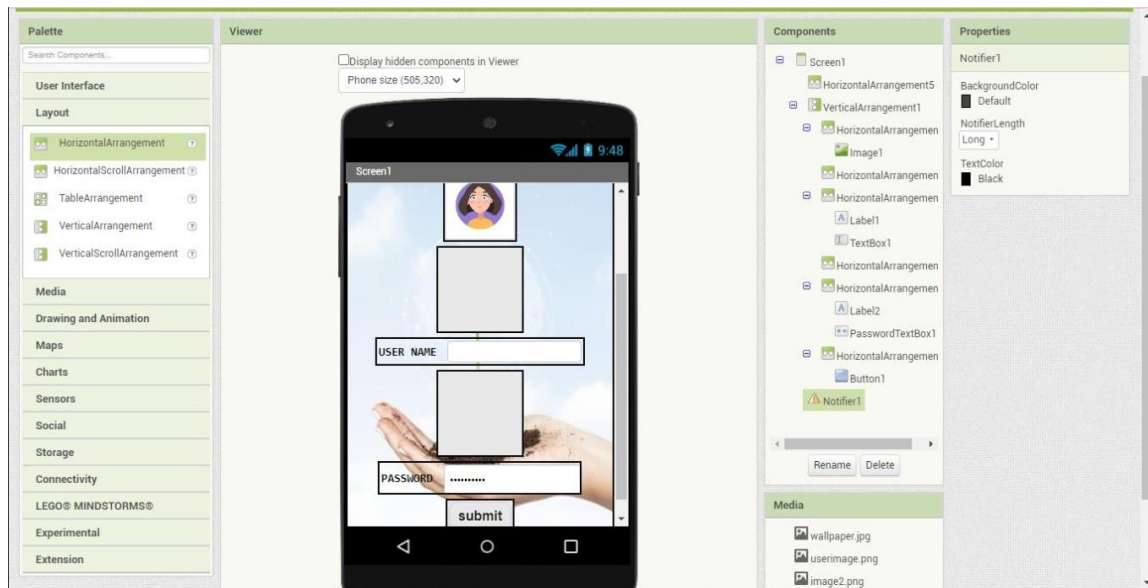 Palette
Search Components...
User Interface
Layout
HorizontalArrangement
HorizontalScrollArrangement
TableArrangement
VerticalArrangement
VerticalScrollArrangement
Media
Drawing and Animation
Maps
Charts
Sensors
Social
Storage
Connectivity
LEGO® MINDSTORMS®
Experimental
Extension
Viewer
Display hidden components in Viewer
Phone size (505,320)
9:48
Screen1
USER NAME
PASSWORD ••••••••••
submit
Components
Screen1
HorizontalArrangement5
VerticalArrangement1
HorizontalArrangemen
Image1
HorizontalArrangemen
HorizontalArrangemen
Label1
TextBox1
HorizontalArrangemen
HorizontalArrangemen
Label2
PasswordTextBox1
HorizontalArrangemen
Button1
Notifier1
Rename Delete
Media
wallpaper.jpg
userimage.png
image2.png
Properties
Notifier1
BackgroundColor
Default
NotifierLength
Long
TextColor
Black